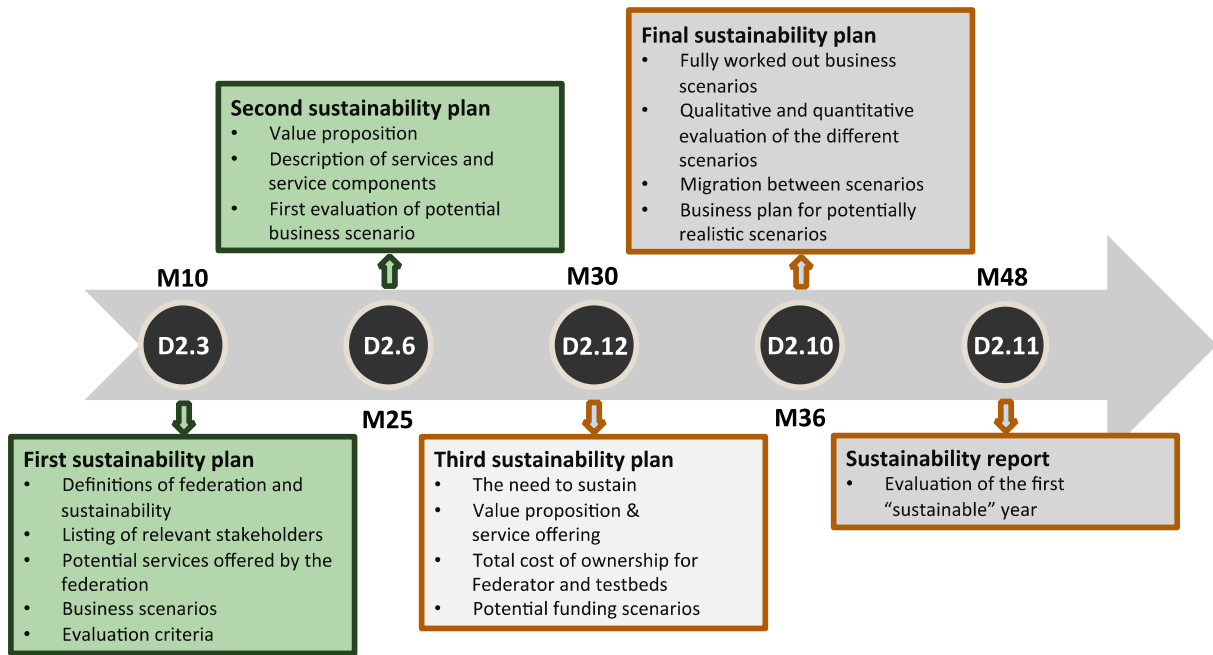 Final sustainability plan
• Fully worked out business
scenarios
• Qualitative and quantitative
evaluation of the different
scenarios
• Migration between scenarios
• Business plan for potentially
realistic scenarios
Second sustainability plan
• Value proposition
• Description of services and
service components
• First evaluation of potential
business scenario
M10
M30
M48
D2.3
D2.6
D2.12
D2.10
D2.11
M25
M36
First sustainability plan
• Definitions of federation and
sustainability
• Listing of relevant stakeholders
• Potential services offered by the
federation
• Business scenarios
• Evaluation criteria
Third sustainability plan
• The need to sustain
• Value proposition &
service offering
• Total cost of ownership for
Federator and testbeds
• Potential funding scenarios
Sustainability report
• Evaluation of the first
“sustainable” year